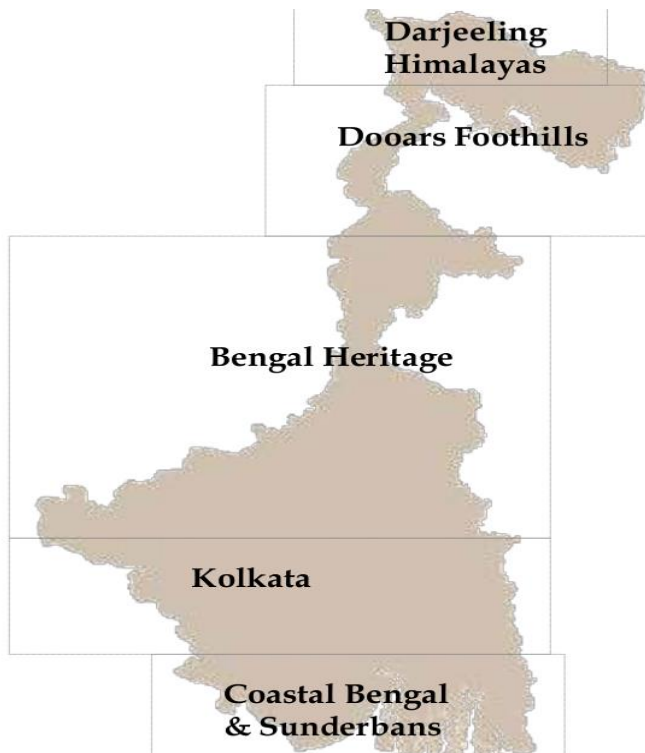 Darjeeling
Himalayas
Dooars Foothills
Bengal Heritage
Kolkata
Coastal Bengal
& Sunderbans